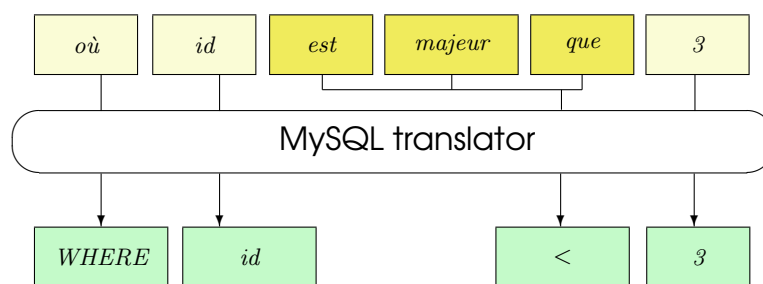 où id est majeur que 3
MySQL translator
WHERE id < 3